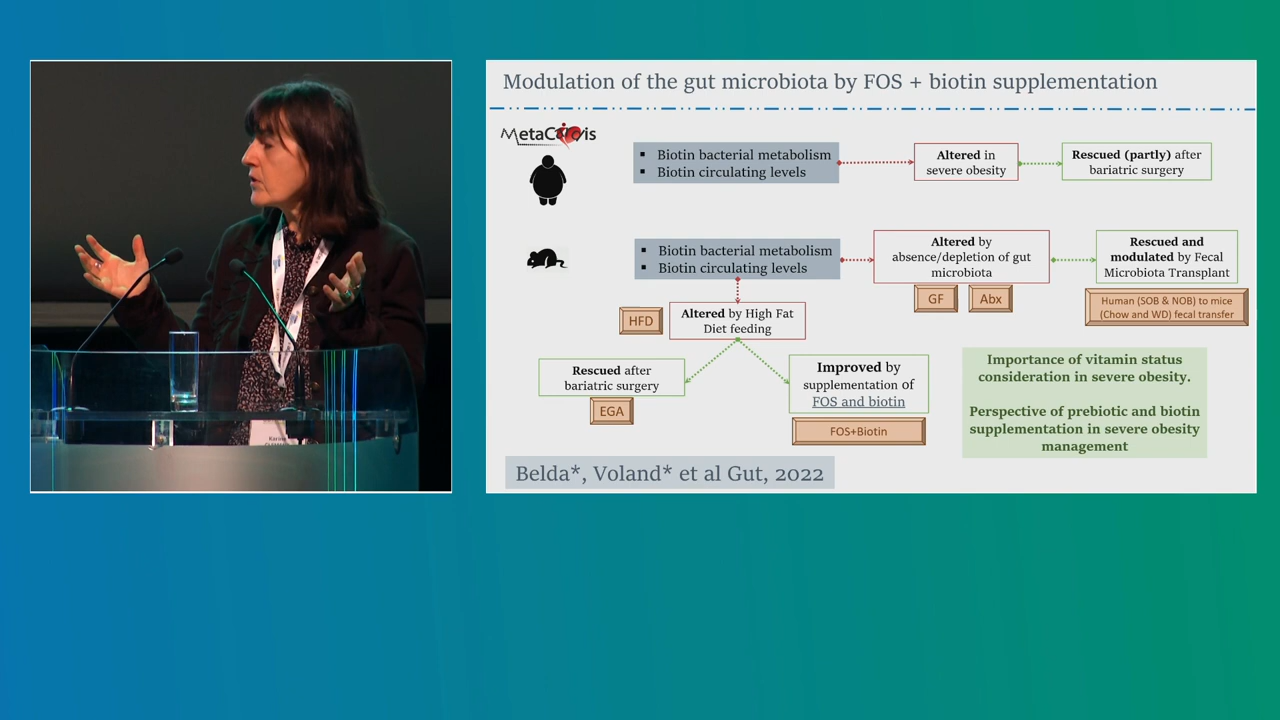 Modulation of the gut microbiota by FOS + biotin supplementation
MetaCardis
▪ Biotin bacterial metabolism
▪ Biotin circulating levels
Altered in
severe obesity
Rescued (partly) after
bariatric surgery
▪ Biotin bacterial metabolism
▪ Biotin circulating levels
Altered by
absence/depletion of gut
microbiota
Rescued and
modulated by Fecal
Microbiota Transplant
GF
Abx
Human (SOB & NOB) to mice
(Chow and WD) fecal transfer
HFD
Altered by High Fat
Diet feeding
Rescued after
bariatric surgery
EGA
Improved by
supplementation of
FOS and biotin
FOS+Biotin
Importance of vitamin status
consideration in severe obesity.
Perspective of prebiotic and biotin
supplementation in severe obesity
management
Belda*, Voland* et al Gut, 2022
Karine